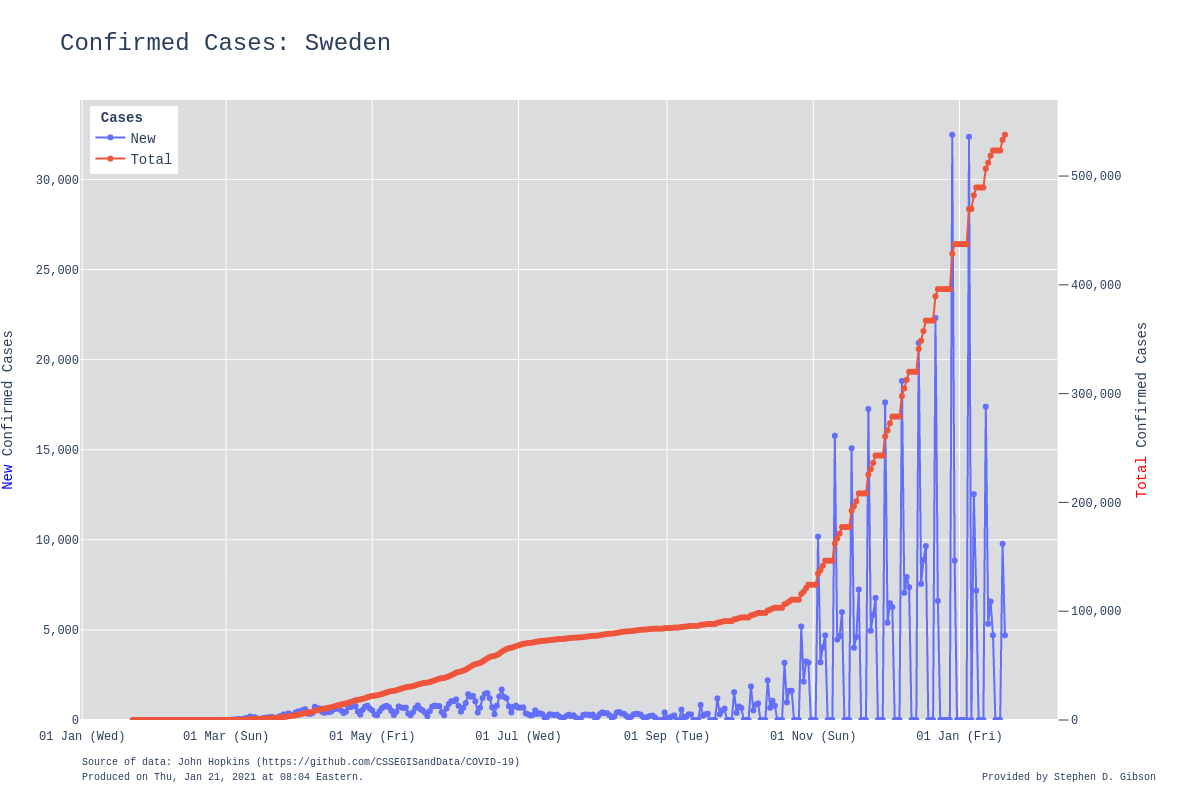 Confirmed Cases: Sweden
Cases
New
Total
30,000
25,000
20,000
15,000
10,000
5,000
0
New Confirmed Cases
500,000
400,000
300,000
200,000
100,000
0
Total Confirmed Cases
01 Jan (Wed)
01 Mar (Sun)
01 May (Fri)
01 Jul (Wed)
01 Sep (Tue)
01 Nov (Sun)
01 Jan (Fri)
Source of data: John Hopkins (https://github.com/CSSEGISandData/COVID-19)
Produced on Thu, Jan 21, 2021 at 08:04 Eastern.
Provided by Stephen D. Gibson